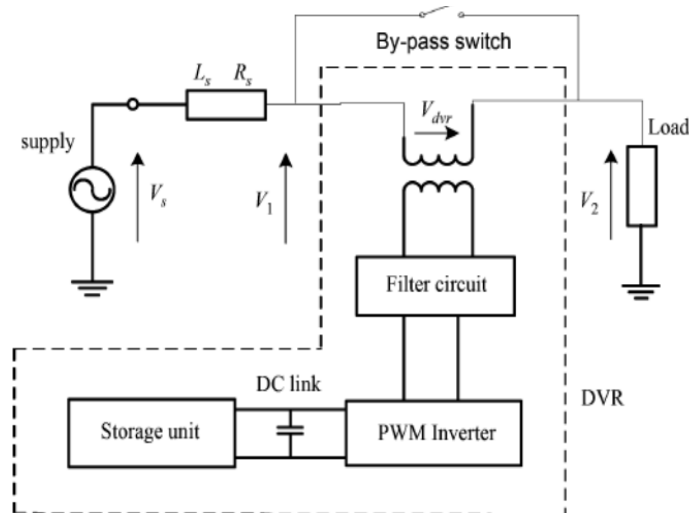 By-pass switch
L_s R_s
V_dvr
Load
supply
V_s
V_1
V_2
Filter circuit
DC link
DVR
Storage unit
PWM Inverter